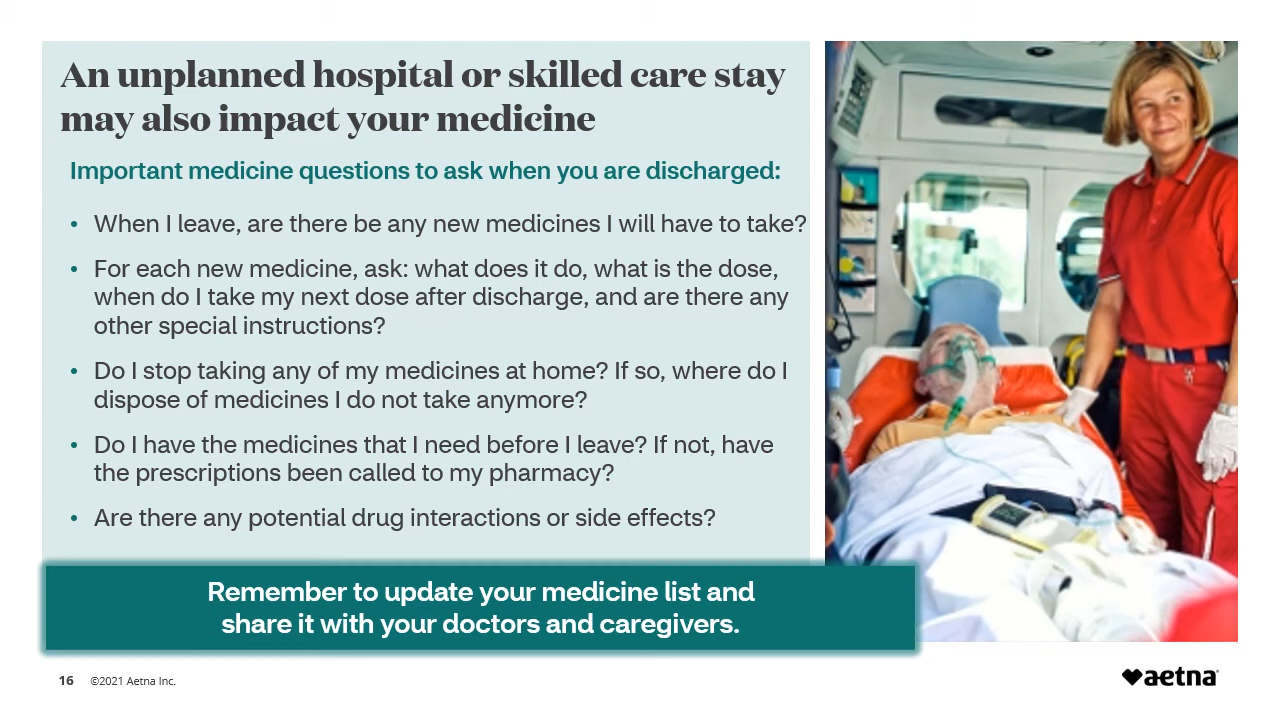 An unplanned hospital or skilled care stay
may also impact your medicine
Important medicine questions to ask when you are discharged:
• When I leave, are there be any new medicines I will have to take?
• For each new medicine, ask: what does it do, what is the dose,
when do I take my next dose after discharge, and are there any
other special instructions?
• Do I stop taking any of my medicines at home? If so, where do I
dispose of medicines I do not take anymore?
• Do I have the medicines that I need before I leave? If not, have
the prescriptions been called to my pharmacy?
• Are there any potential drug interactions or side effects?
Remember to update your medicine list and
share it with your doctors and caregivers.
16 ©2021 Aetna Inc.
aetna®